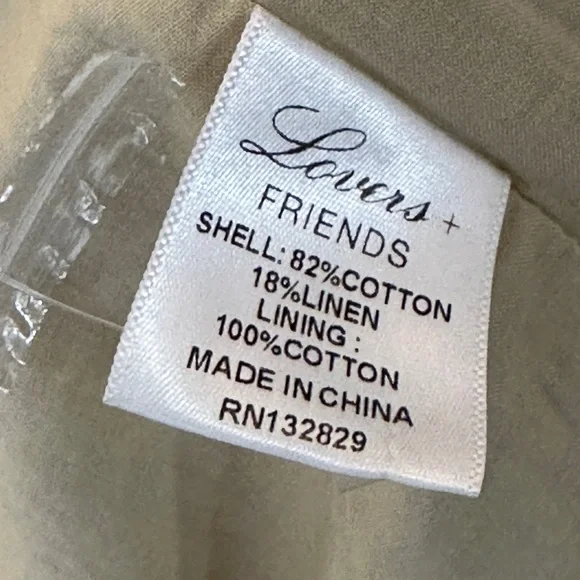 Lovers +
FRIENDS
SHELL: 82%COTTON
18%LINEN
LINING :
100%COTTON
MADE IN CHINA
RN132829